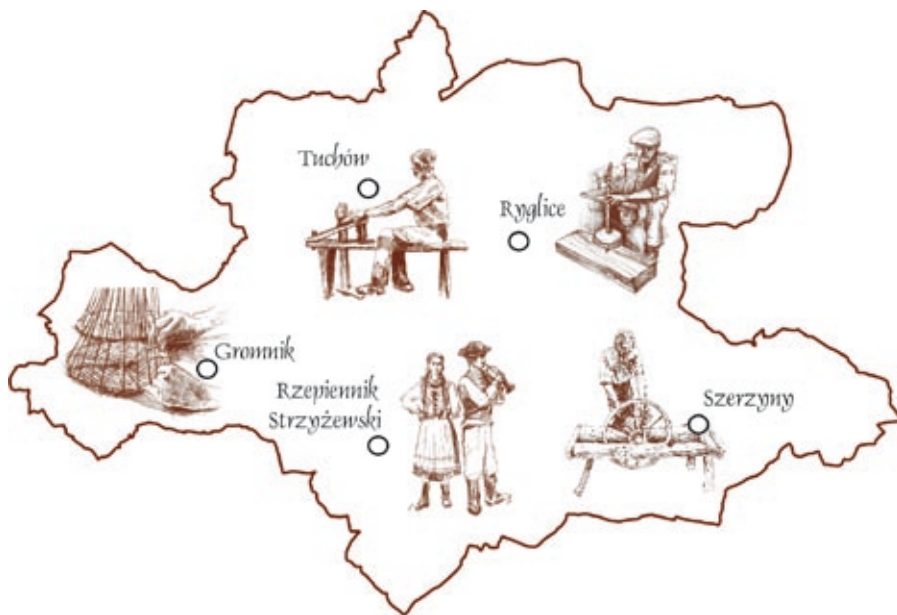 Tuchów
Ryglice
Gromnik
Rzepiennik
Strzyżewski
Szerzyny